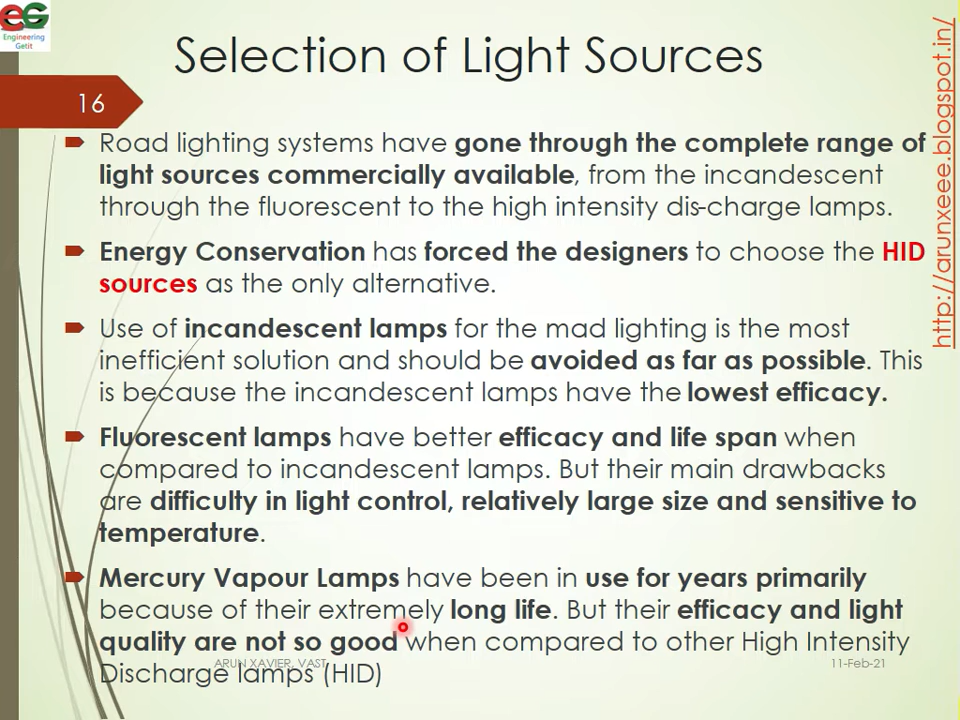 EG
Engineering
Getit
Selection of Light Sources
16
http://arunxeee.blogspot.in/
Road lighting systems have gone through the complete range of
light sources commercially available, from the incandescent
through the fluorescent to the high intensity dis-charge lamps.
Energy Conservation has forced the designers to choose the HID
sources as the only alternative.
Use of incandescent lamps for the mad lighting is the most
inefficient solution and should be avoided as far as possible. This
is because the incandescent lamps have the lowest efficacy.
Fluorescent lamps have better efficacy and life span when
compared to incandescent lamps. But their main drawbacks
are difficulty in light control, relatively large size and sensitive to
temperature.
Mercury Vapour Lamps have been in use for years primarily
because of their extremely long life. But their efficacy and light
quality are not so good when compared to other High Intensity
Discharge lamps (HID)
ARUN XAVIER, VAST
11-Feb-21